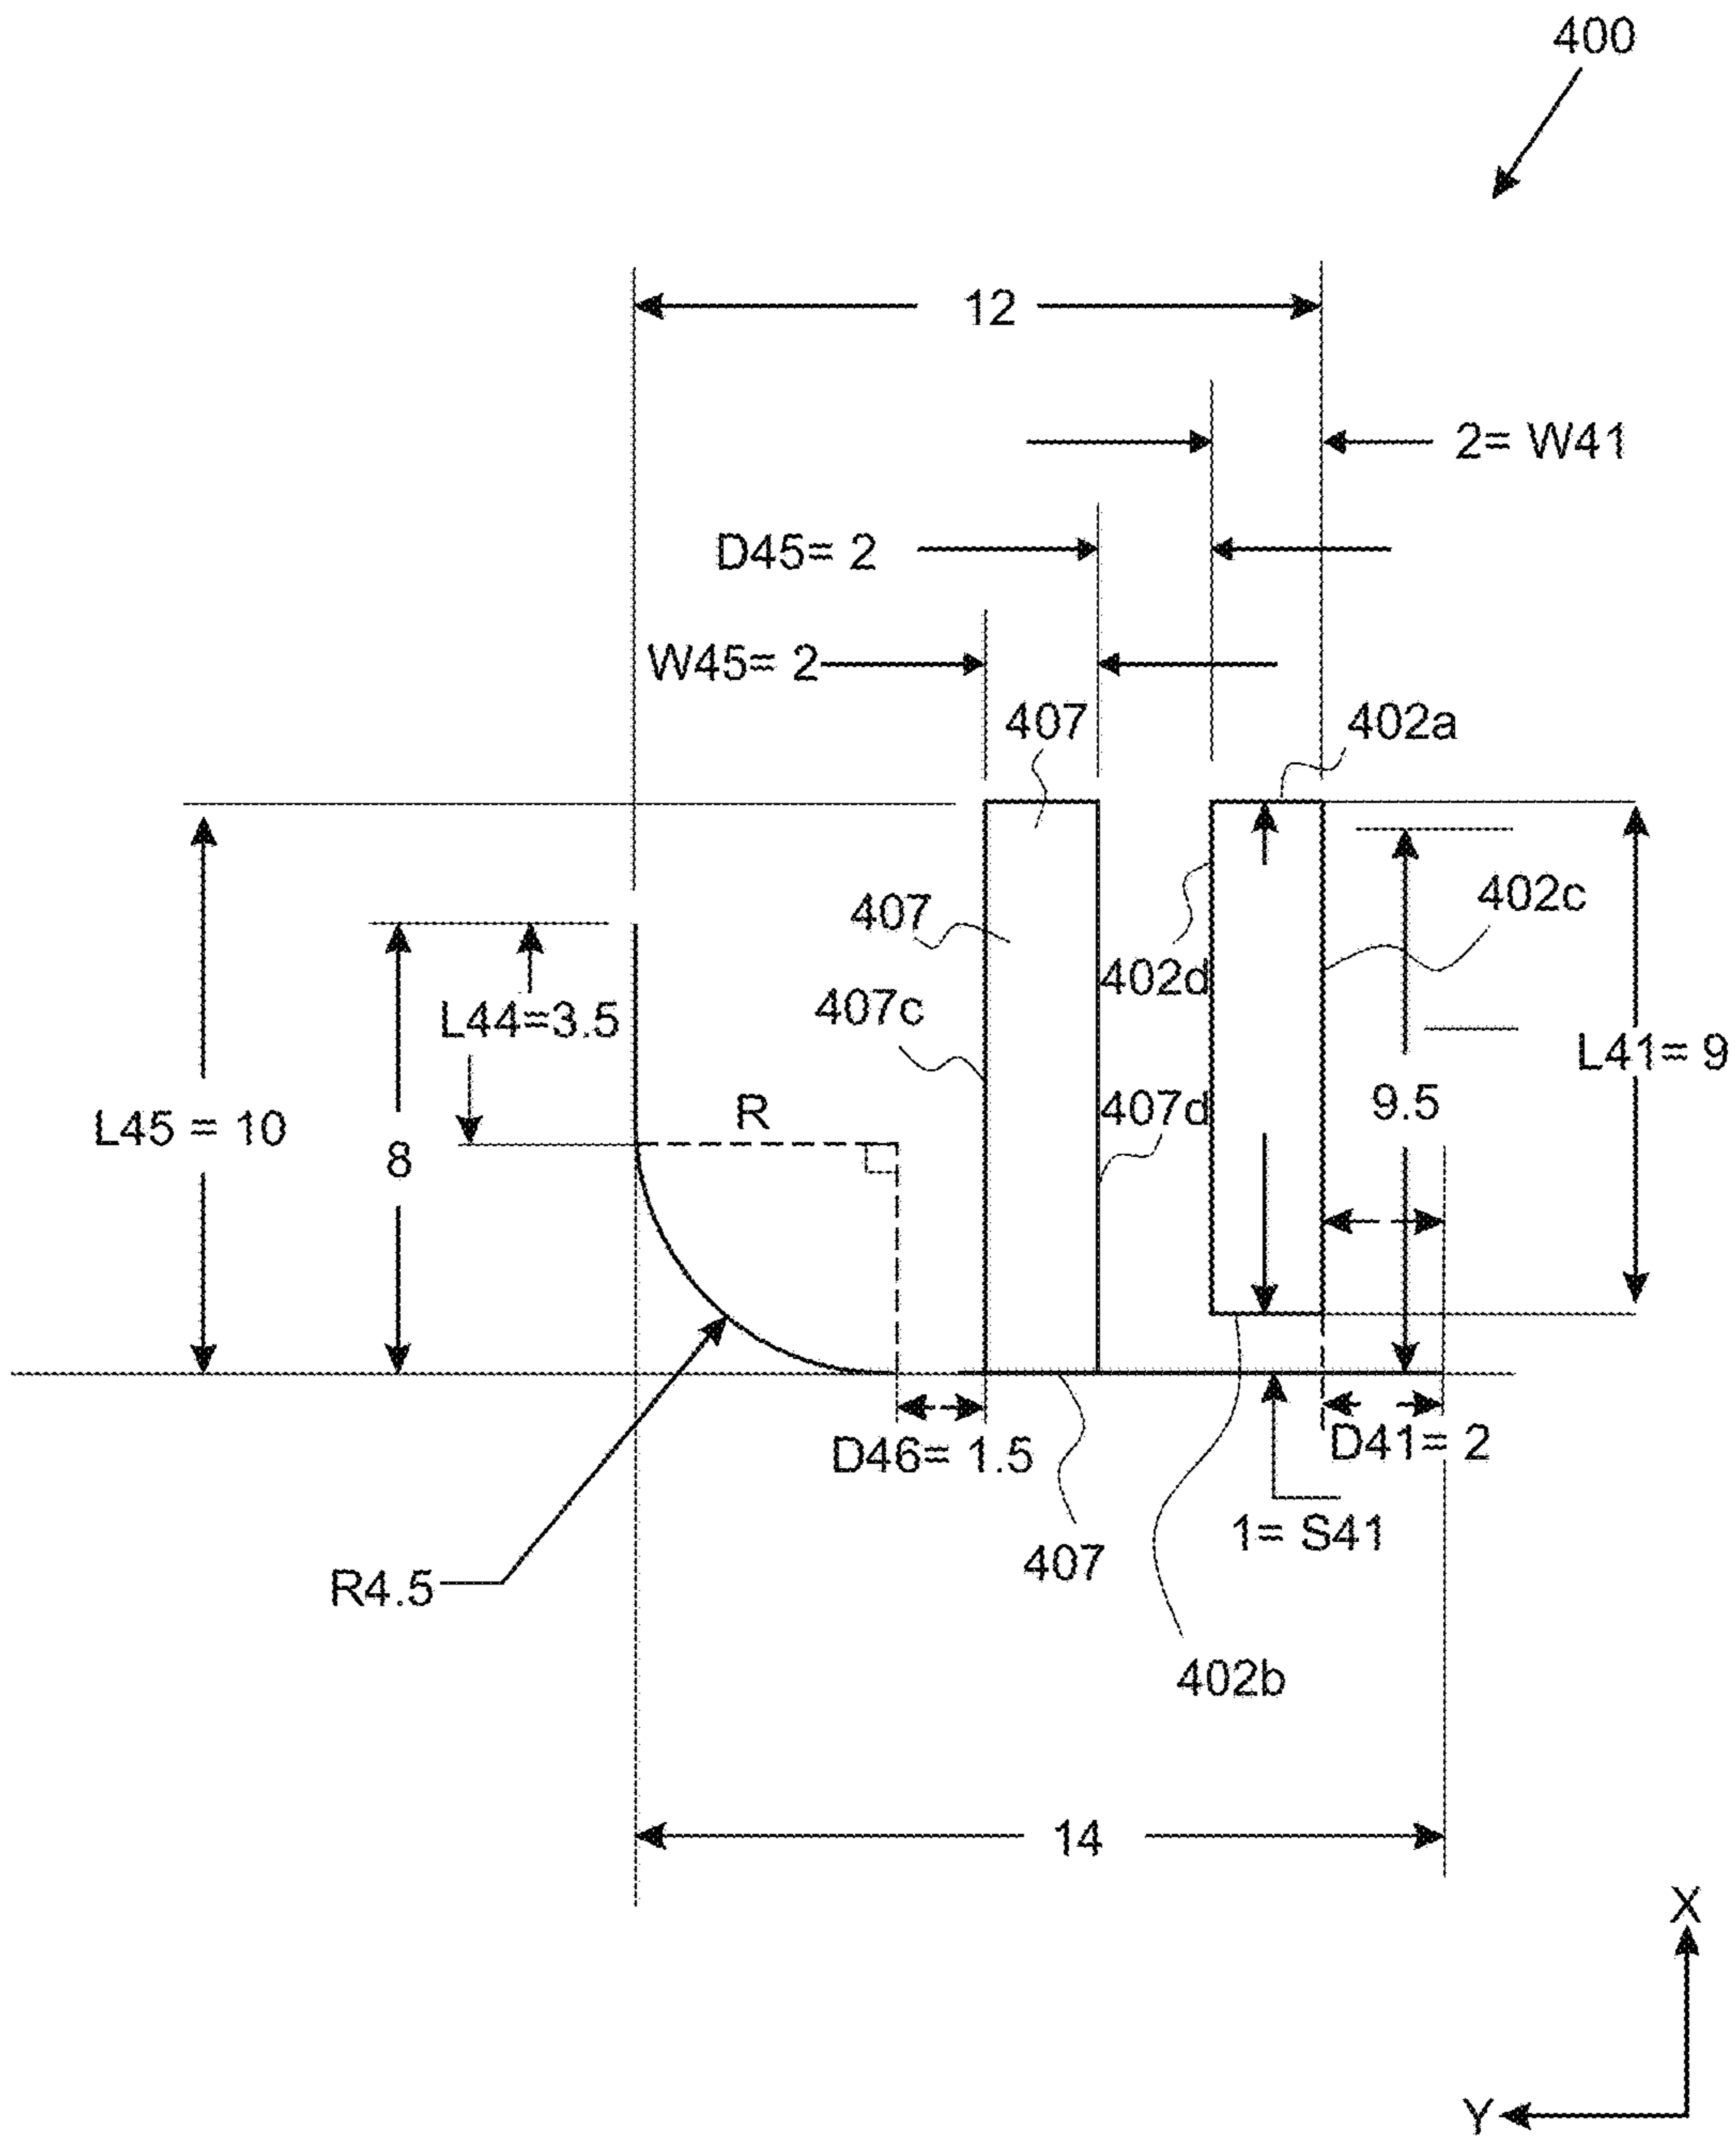 400
12
2= W41
D45= 2
W45= 2
407
402a
407
402c
402d
407c
L44=3.5
L41= 9
R
407d
9.5
L45 = 10
8
D46= 1.5
D41= 2
1= S41
407
R4.5
402b
14
X
Y